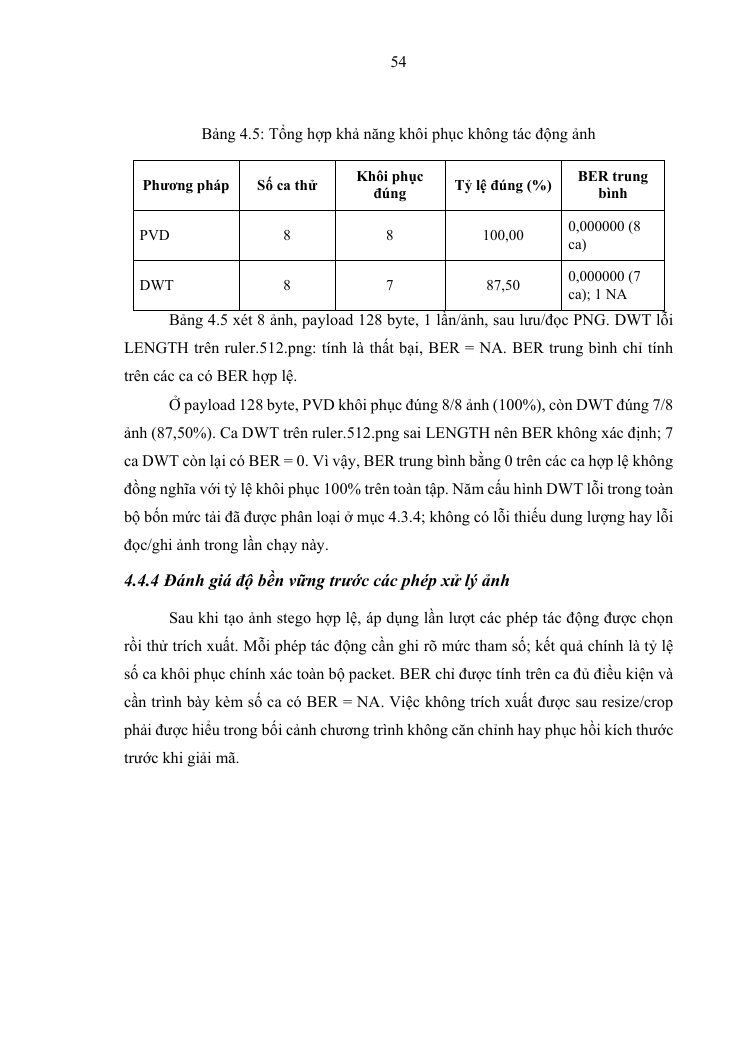 54
Bảng 4.5: Tổng hợp khả năng khôi phục không tác động ảnh
Phương pháp
Số ca thử
Khôi phục
đúng
Tỷ lệ đúng (%)
BER trung
bình
PVD
8
8
100,00
0,000000 (8
ca)
DWT
8
7
87,50
0,000000 (7
ca); 1 NA
Bảng 4.5 xét 8 ảnh, payload 128 byte, 1 lần/ảnh, sau lưu/đọc PNG. DWT lỗi
LENGTH trên ruler.512.png: tính là thất bại, BER = NA. BER trung bình chỉ tính
trên các ca có BER hợp lệ.
Ở payload 128 byte, PVD khôi phục đúng 8/8 ảnh (100%), còn DWT đúng 7/8
ảnh (87,50%). Ca DWT trên ruler.512.png sai LENGTH nên BER không xác định; 7
ca DWT còn lại có BER = 0. Vì vậy, BER trung bình bằng 0 trên các ca hợp lệ không
đồng nghĩa với tỷ lệ khôi phục 100% trên toàn tập. Năm cấu hình DWT lỗi trong toàn
bộ bốn mức tải đã được phân loại ở mục 4.3.4; không có lỗi thiếu dung lượng hay lỗi
đọc/ghi ảnh trong lần chạy này.
4.4.4 Đánh giá độ bền vững trước các phép xử lý ảnh
Sau khi tạo ảnh stego hợp lệ, áp dụng lần lượt các phép tác động được chọn
rồi thử trích xuất. Mỗi phép tác động cần ghi rõ mức tham số; kết quả chính là tỷ lệ
số ca khôi phục chính xác toàn bộ packet. BER chỉ được tính trên ca đủ điều kiện và
cần trình bày kèm số ca có BER = NA. Việc không trích xuất được sau resize/crop
phải được hiểu trong bối cảnh chương trình không căn chỉnh hay phục hồi kích thước
trước khi giải mã.